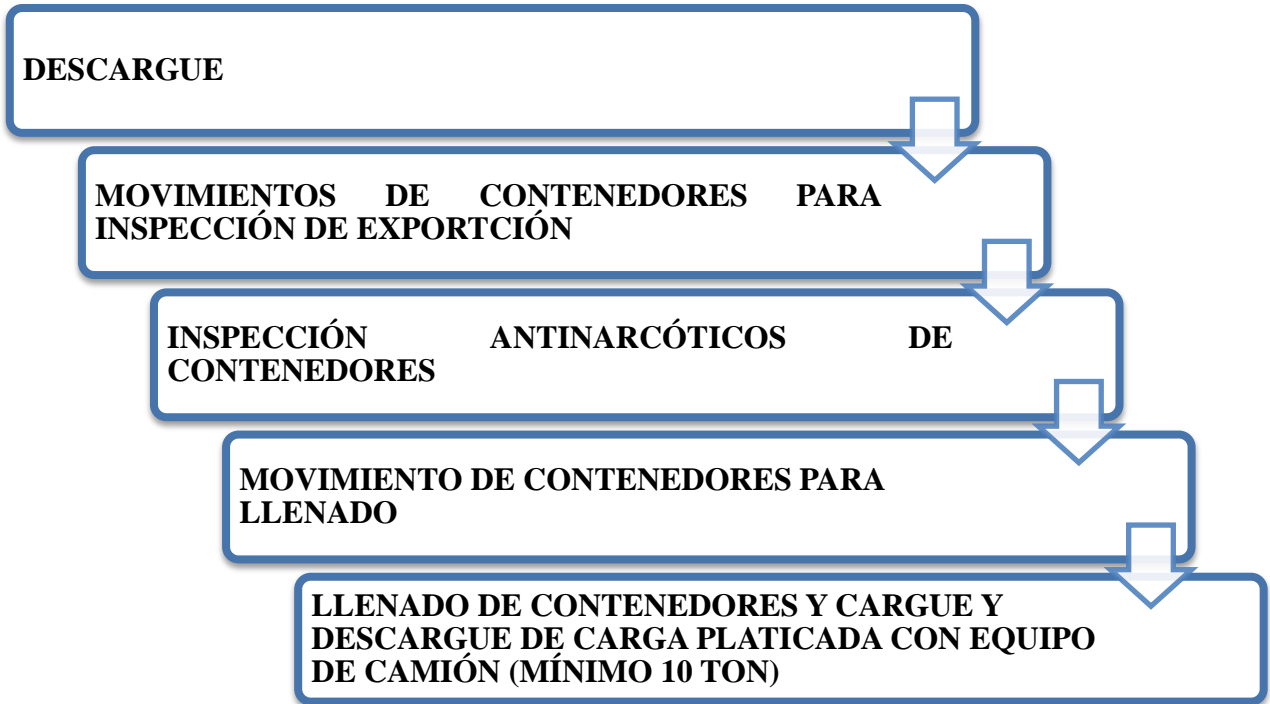 DESCARGUE
MOVIMIENTOS DE CONTENEDORES PARA
INSPECCIÓN DE EXPORTCIÓN
INSPECCIÓN ANTINARCÓTICOS DE
CONTENEDORES
MOVIMIENTO DE CONTENEDORES PARA
LLENADO
LLENADO DE CONTENEDORES Y CARGUE Y
DESCARGUE DE CARGA PLATICADA CON EQUIPO
DE CAMIÓN (MÍNIMO 10 TON)